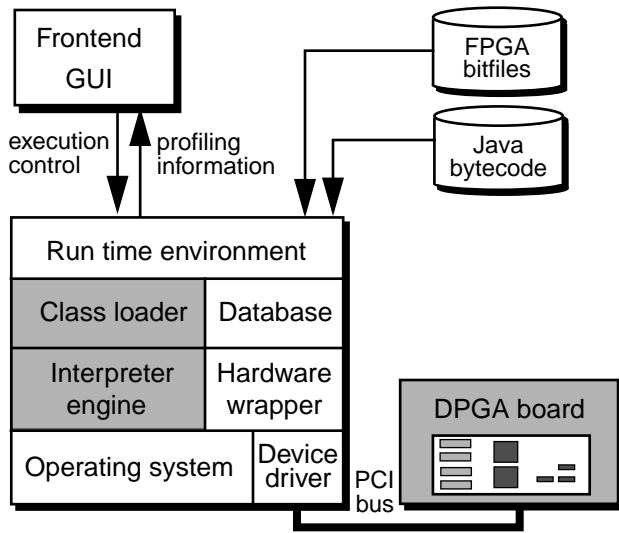 Frontend
GUI
FPGA
bitfiles
Java
bytecode
execution
control
profiling
information
Run time environment
Class loader
Database
Interpreter
engine
Hardware
wrapper
Operating system
Device
driver
PCI
bus
DPGA board